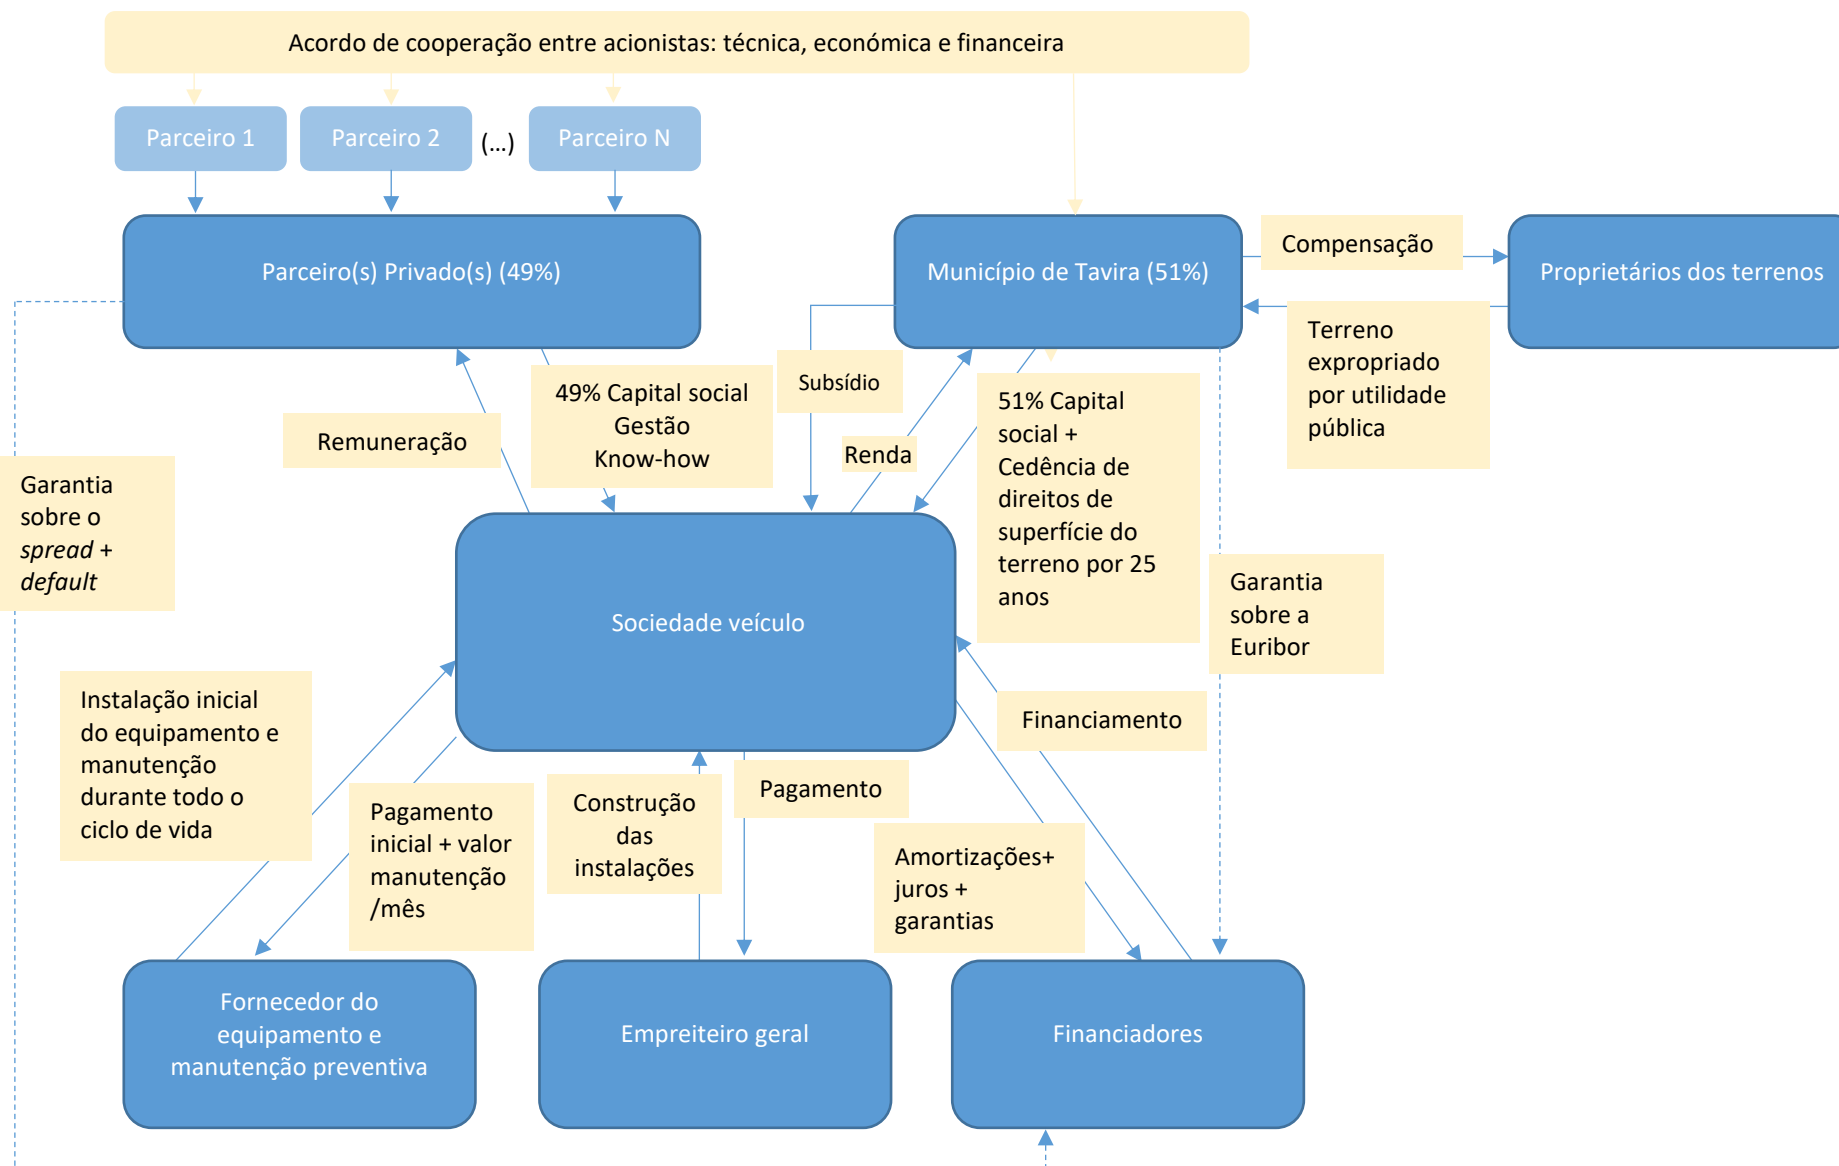 Acordo de cooperação entre acionistas: técnica, económica e financeira
Parceiro 1
Parceiro 2
(...)
Parceiro N
Parceiro(s) Privado(s) (49%)
Município de Tavira (51%)
Compensação
Proprietários dos terrenos
Terreno
expropriado
por utilidade
pública
Remuneração
49% Capital social
Gestão
Know-how
Subsídio
Renda
51% Capital
social +
Cedência de
direitos de
superfície do
terreno por 25
anos
Garantia
sobre o
spread +
default
Sociedade veículo
Garantia
sobre a
Euribor
Instalação inicial
do equipamento e
manutenção
durante todo o
ciclo de vida
Pagamento
inicial + valor
manutenção
/mês
Construção
das
instalações
Pagamento
Financiamento
Amortizações+
juros +
garantias
Fornecedor do
equipamento e
manutenção preventiva
Empreiteiro geral
Financiadores